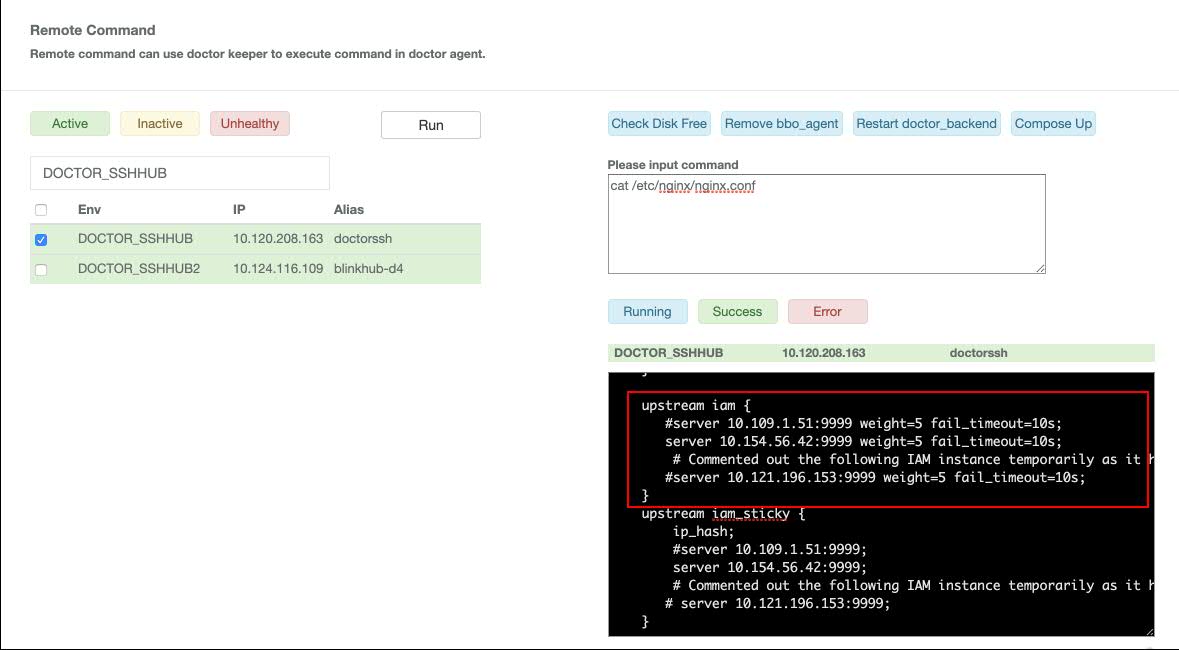 Remote Command
Remote command can use doctor keeper to execute command in doctor agent.
Active Inactive Unhealthy Run
DOCTOR_SSHHUB
Env IP Alias
DOCTOR_SSHHUB 10.120.208.163 doctorssh
DOCTOR_SSHHUB2 10.124.116.109 blinkhub-d4
Check Disk Free Remove bbo_agent Restart doctor_backend Compose Up
Please input command
cat /etc/nginx/nginx.conf
Running Success Error
DOCTOR_SSHHUB 10.120.208.163 doctorssh
}
upstream iam {
#server 10.109.1.51:9999 weight=5 fail_timeout=10s;
server 10.154.56.42:9999 weight=5 fail_timeout=10s;
# Commented out the following IAM instance temporarily as it
#server 10.121.196.153:9999 weight=5 fail_timeout=10s;
}
upstream iam_sticky {
ip_hash;
#server 10.109.1.51:9999;
server 10.154.56.42:9999;
# Commented out the following IAM instance temporarily as it
# server 10.121.196.153:9999;
}